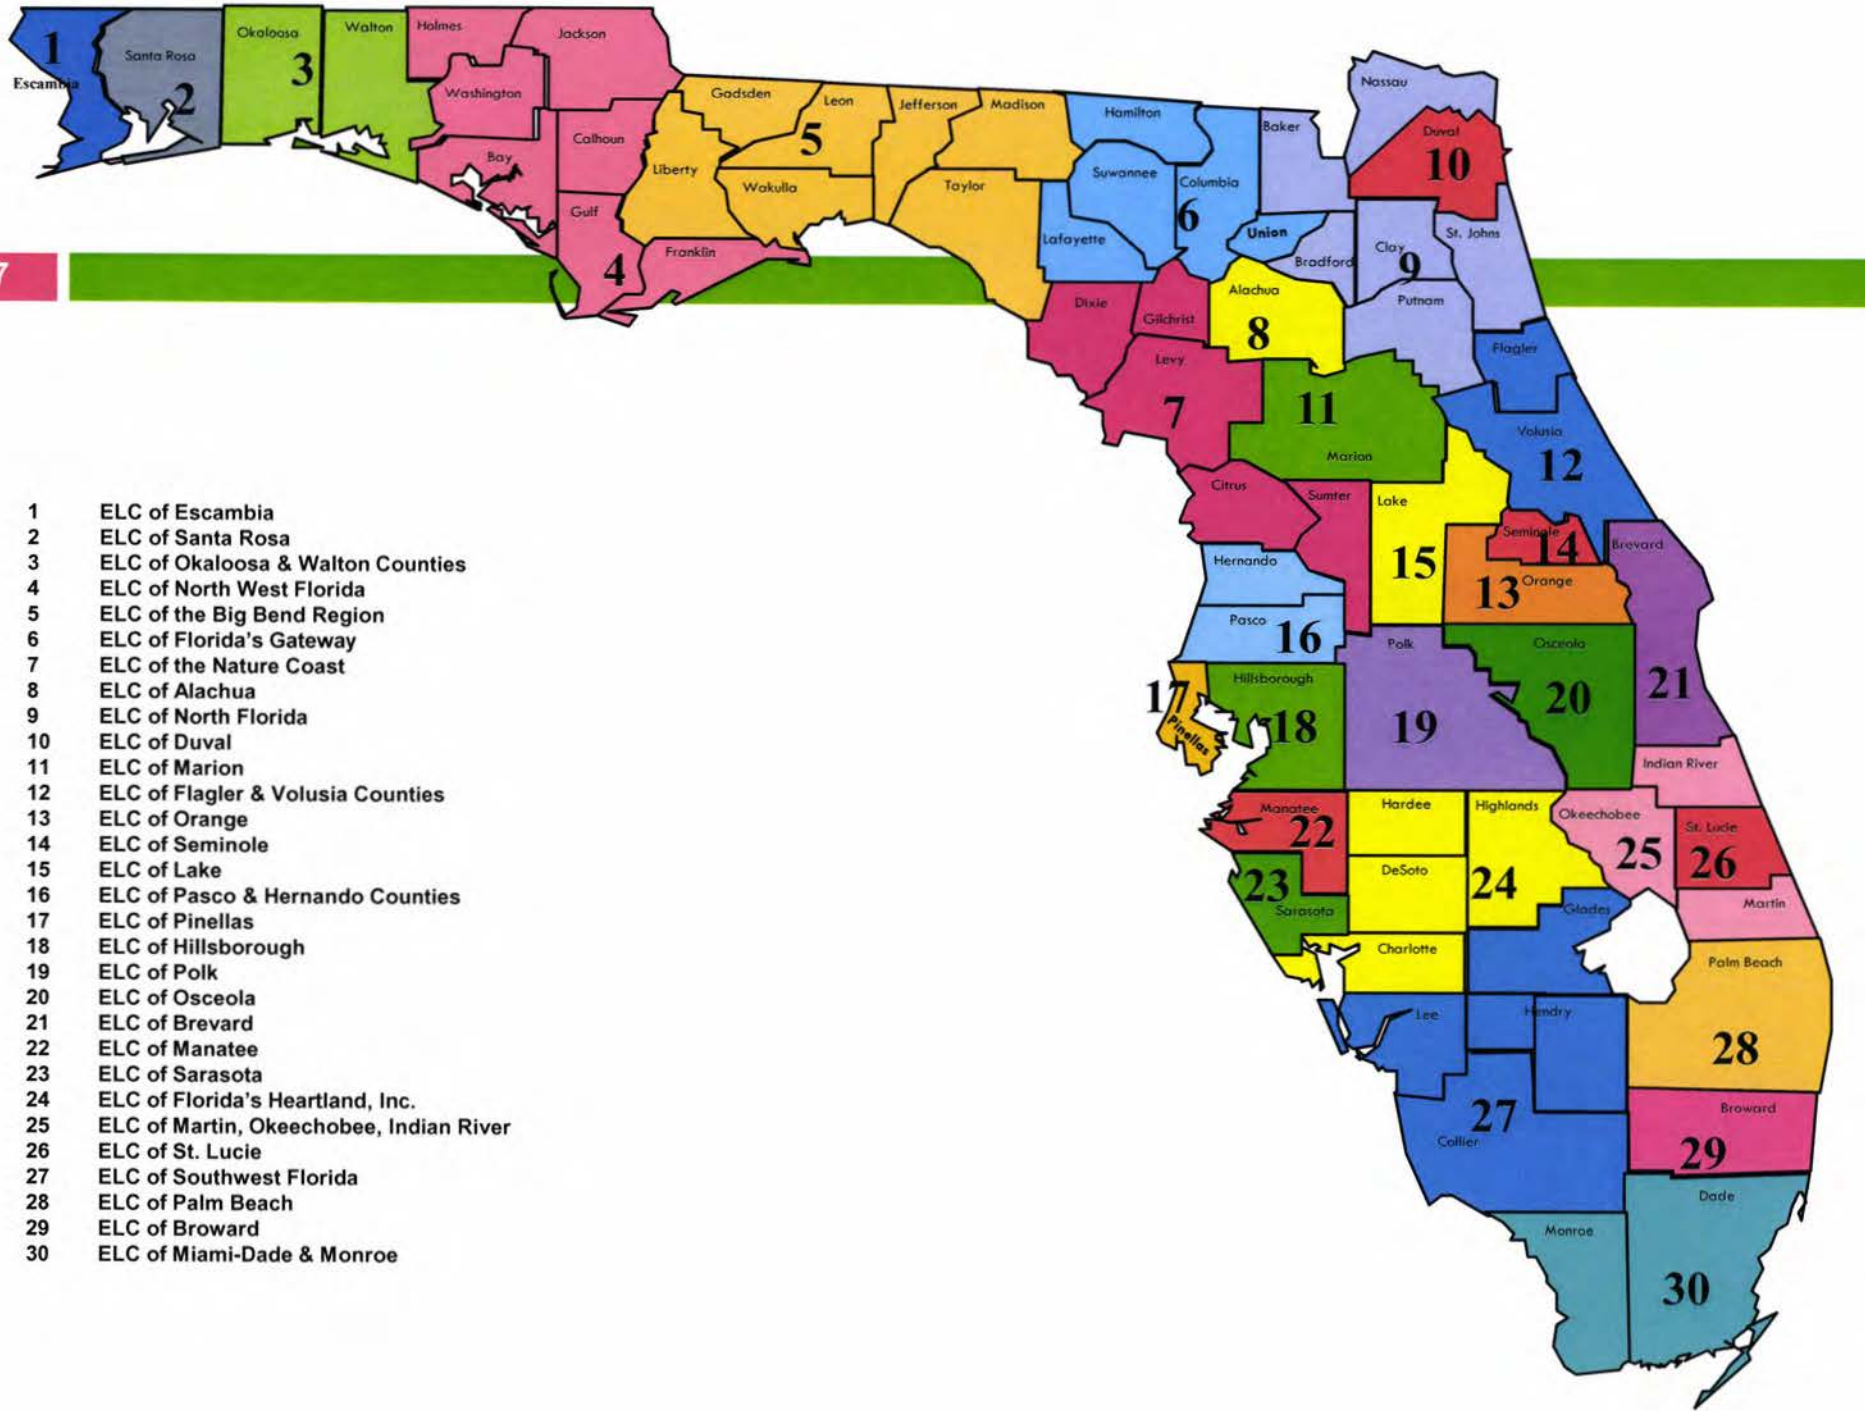 1
Escambia
Santa Rosa
2
Okaloosa
3
Walton
Holmes
Jackson
Washington
Calhoun
Bay
Gulf
4
Franklin
Gadsden
Leon
5
Liberty
Wakulla
Jefferson
Madison
Taylor
Hamilton
Suwannee
Columbia
6
Lafayette
Union
Baker
Nassau
Duval
10
Bradford
Clay
9
St. Johns
Putnam
7
Dixie
Gilchrist
Levy
7
Alachua
8
11
Marion
Flagler
Volusia
12
Citrus
Sumter
Lake
15
Seminole
14
13
Orange
Brevard
21
Hernando
Pasco
16
17
Pinellas
Hillsborough
18
Polk
19
Osceola
20
Indian River
Manatee
22
Hardee
Highlands
Okeechobee
25
St. Lucie
26
23
Sarasota
DeSoto
24
Glades
Martin
Charlotte
Palm Beach
28
Lee
Hendry
27
Collier
Broward
29
Dade
Monroe
30
1 ELC of Escambia
2 ELC of Santa Rosa
3 ELC of Okaloosa & Walton Counties
4 ELC of North West Florida
5 ELC of the Big Bend Region
6 ELC of Florida's Gateway
7 ELC of the Nature Coast
8 ELC of Alachua
9 ELC of North Florida
10 ELC of Duval
11 ELC of Marion
12 ELC of Flagler & Volusia Counties
13 ELC of Orange
14 ELC of Seminole
15 ELC of Lake
16 ELC of Pasco & Hernando Counties
17 ELC of Pinellas
18 ELC of Hillsborough
19 ELC of Polk
20 ELC of Osceola
21 ELC of Brevard
22 ELC of Manatee
23 ELC of Sarasota
24 ELC of Florida's Heartland, Inc.
25 ELC of Martin, Okeechobee, Indian River
26 ELC of St. Lucie
27 ELC of Southwest Florida
28 ELC of Palm Beach
29 ELC of Broward
30 ELC of Miami-Dade & Monroe